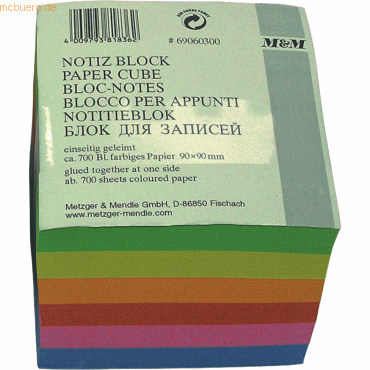 mcbuero.de
4 009793 818362
# 69060300
M&M
NOTIZ BLOCK
PAPER CUBE
BLOC-NOTES
BLOCCO PER APPUNTI
NOTITIEBLOK
БЛОК ДЛЯ ЗАПИСЕЙ
einseitig geleimt
ca. 700 Bl. farbiges Papier 90×90mm
glued together at one side
ab. 700 sheets coloured paper
Metzger & Mendle GmbH, D-86850 Fischach
www.metzger-mendle.com